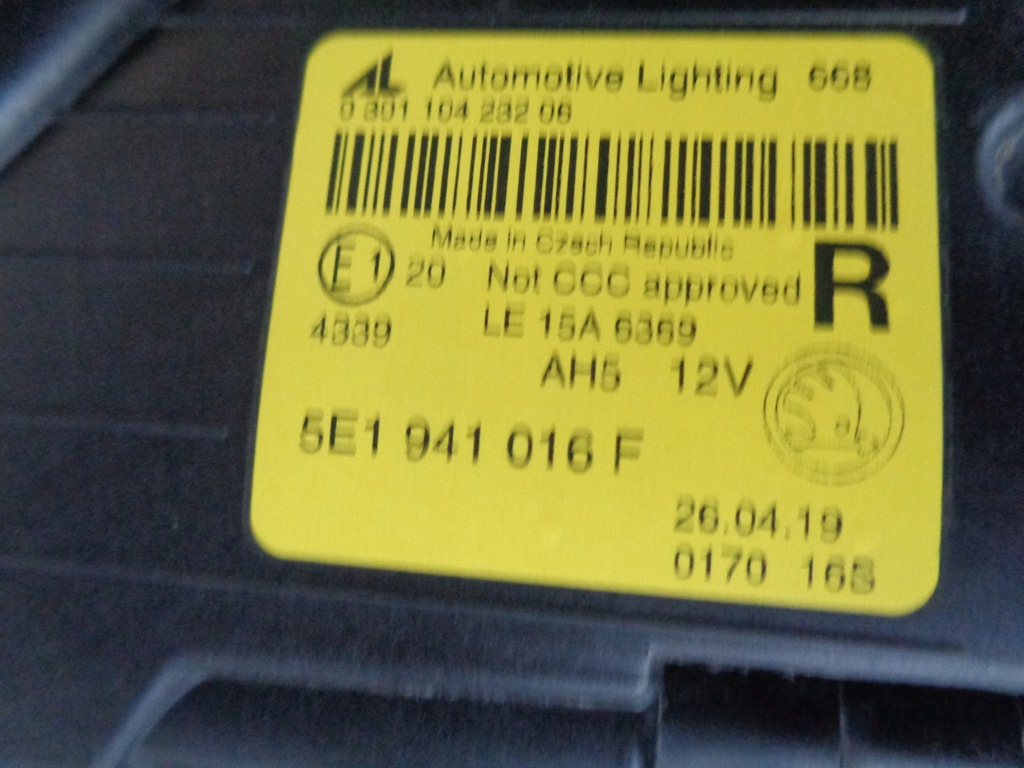 AL Automotive Lighting 668
0 301 104 232 06
Made in Czech Republic
E1 20 Not CCC approved R
4339 LE 15A 6369
AH5 12V
5E1 941 016 F
26.04.19
0170 16S